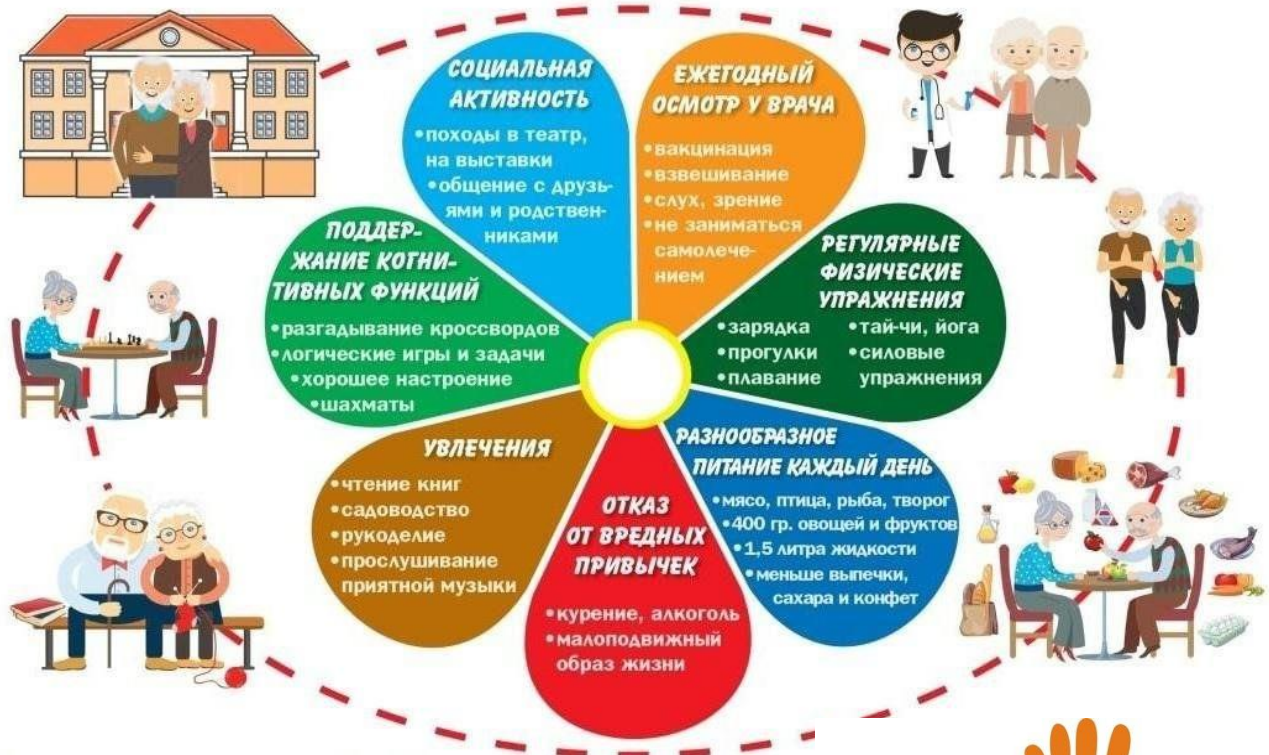 СОЦИАЛЬНАЯ
АКТИВНОСТЬ
•походы в театр,
на выставки
•общение с друзь-
ями и родствен-
никами
ЕЖЕГОДНЫЙ
ОСМОТР У ВРАЧА
•вакцинация
•взвешивание
•слух, зрение
•не заниматься
самолече-
нием
РЕГУЛЯРНЫЕ
ФИЗИЧЕСКИЕ
УПРАЖНЕНИЯ
•зарядка
•прогулки
•плавание
•тай-чи, йога
•силовые
упражнения
РАЗНООБРАЗНОЕ
ПИТАНИЕ КАЖДЫЙ ДЕНЬ
•мясо, птица, рыба, творог
•400 гр. овощей и фруктов
•1,5 литра жидкости
•меньше выпечки,
сахара и конфет
ОТКАЗ
ОТ ВРЕДНЫХ
ПРИВЫЧЕК
•курение, алкоголь
•малоподвижный
образ жизни
УВЛЕЧЕНИЯ
•чтение книг
•садоводство
•рукоделие
•прослушивание
приятной музыки
ПОДДЕР-
ЖАНИЕ КОГНИ-
ТИВНЫХ ФУНКЦИЙ
•разгадывание кроссвордов
•логические игры и задачи
•хорошее настроение
•шахматы